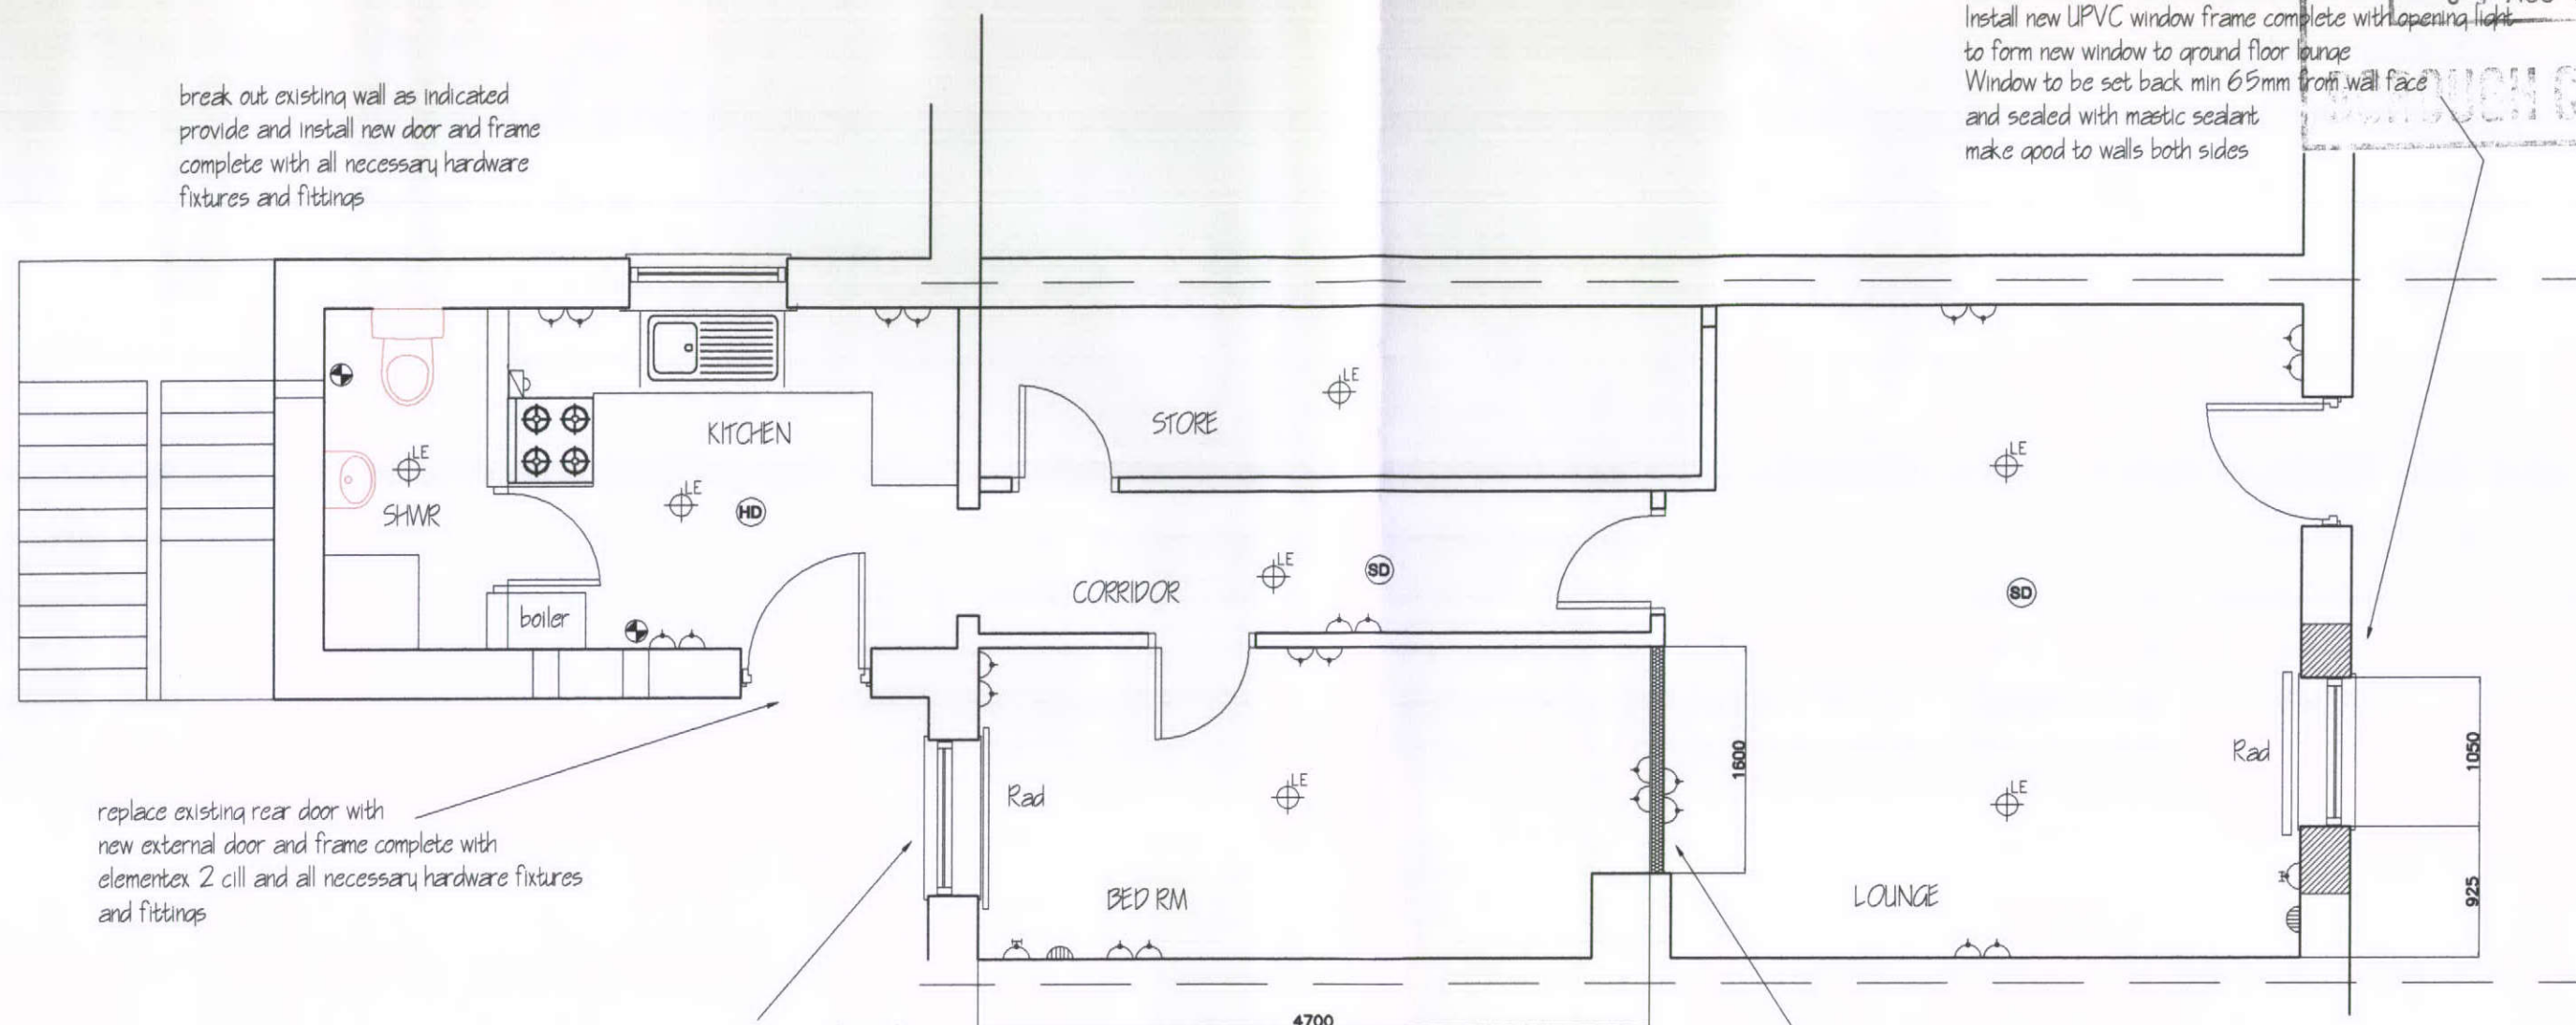 Install new UPVC window frame complete with opening light
to form new window to ground floor lounge
Window to be set back min 65mm from wall face
and sealed with mastic sealant
make good to walls both sides
break out existing wall as indicated
provide and install new door and frame
complete with all necessary hardware
fixtures and fittings
LE
STORE
KITCHEN
LE
LE
LE
SHWR
HD
LE
SD
CORRIDOR
SD
boiler
Rad
1600
1050
Rad
LE
LE
replace existing rear door with
new external door and frame complete with
elementex 2 cill and all necessary hardware fixtures
and fittings
BED RM
LOUNGE
925
4700